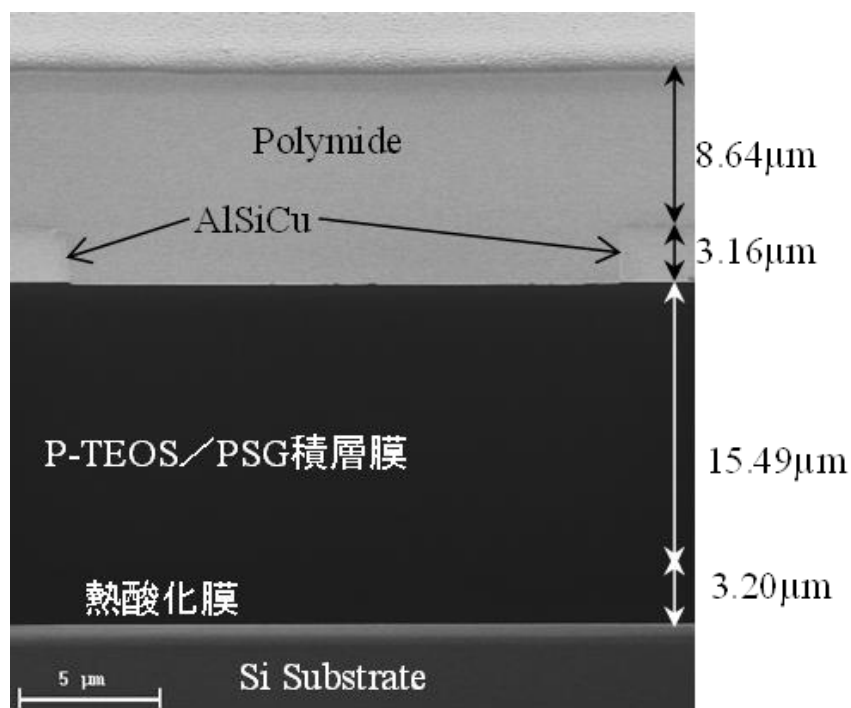 Polymide
8.64μm
AlSiCu
3.16μm
P-TEOS／PSG積層膜
15.49μm
熱酸化膜
3.20μm
5 μm
Si Substrate